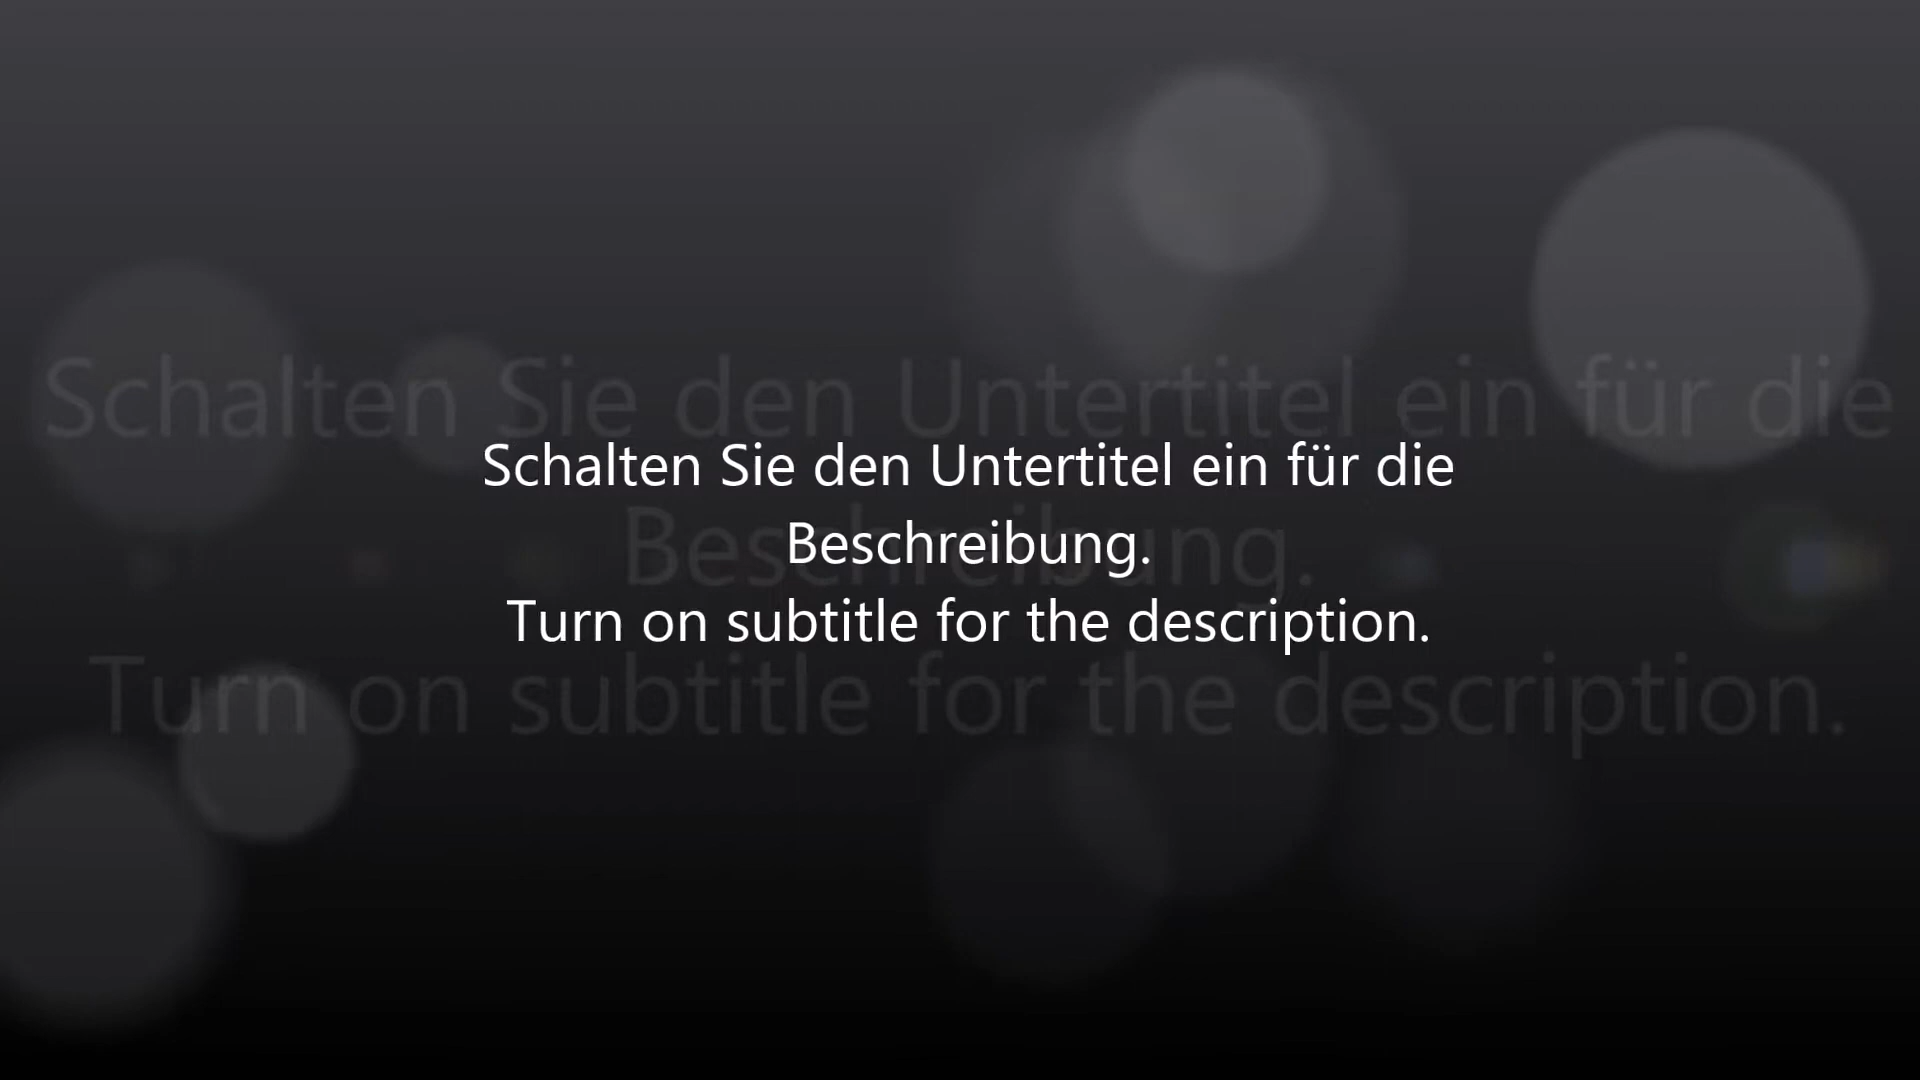 Schalten Sie den Untertitel ein für die
Beschreibung.
Turn on subtitle for the description.